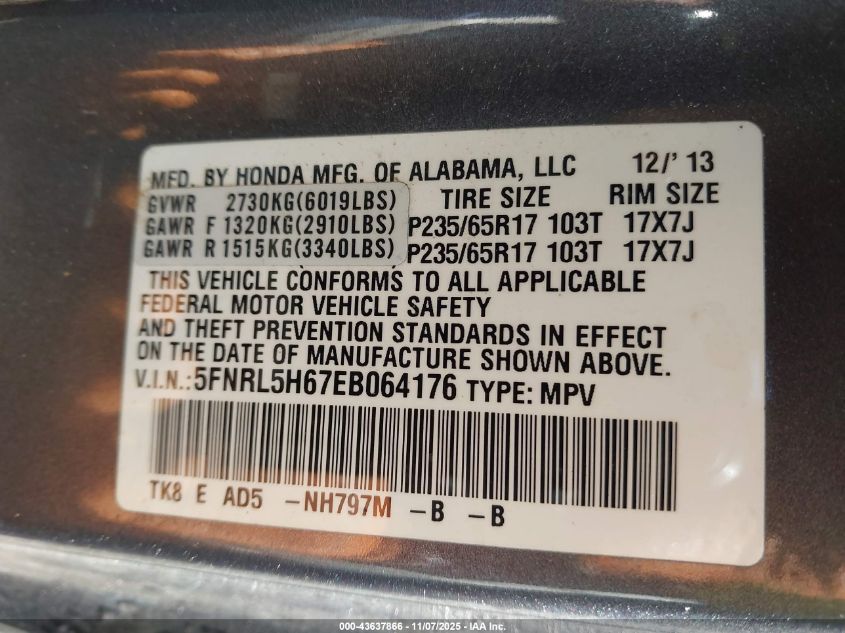 MFD. BY HONDA MFG. OF ALABAMA, LLC 12/' 13
GVWR 2730KG(6019LBS) TIRE SIZE RIM SIZE
GAWR F 1320KG(2910LBS) P235/65R17 103T 17X7J
GAWR R 1515KG(3340LBS) P235/65R17 103T 17X7J
THIS VEHICLE CONFORMS TO ALL APPLICABLE
FEDERAL MOTOR VEHICLE SAFETY
AND THEFT PREVENTION STANDARDS IN EFFECT
ON THE DATE OF MANUFACTURE SHOWN ABOVE.
V.I.N.:5FNRL5H67EB064176 TYPE: MPV
TK8 E AD5 -NH797M -B -B
000-43637866 - 11/07/2025 - IAA Inc.